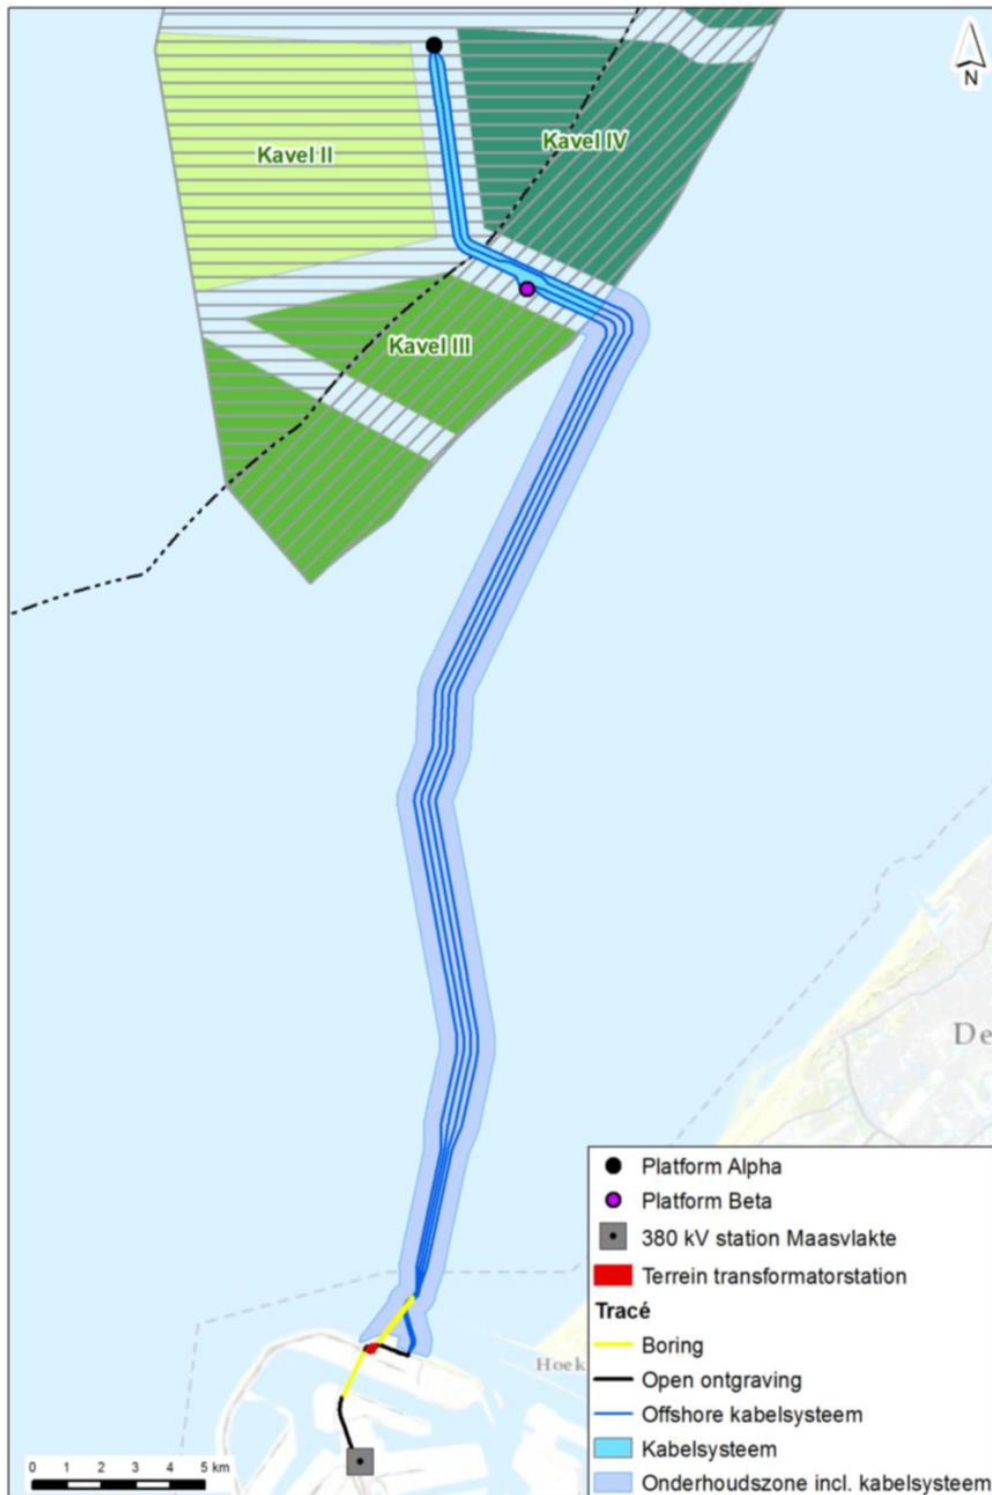 N
Kavel II
Kavel IV
Kavel III
De
Hoek
Platform Alpha
Platform Beta
380 kV station Maasvlakte
Terrein transformatorstation
Tracé
Boring
Open ontgraving
Offshore kabelsysteem
Kabelsysteem
Onderhoudszone incl. kabelsysteem
0 1 2 3 4 5 km